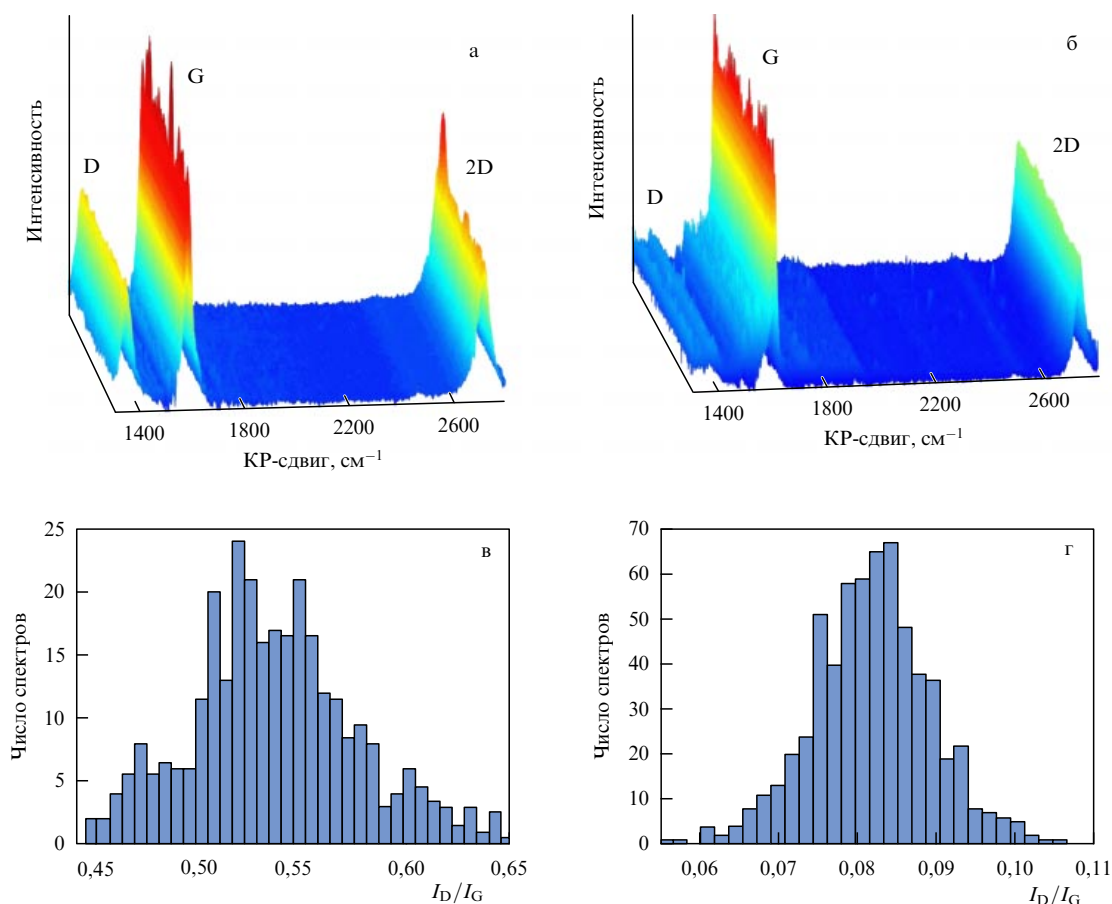 а
б
Интенсивность
D
G
2D
1400
1800
2200
2600
КР-сдвиг, см⁻¹
Интенсивность
D
G
2D
1400
1800
2200
2600
КР-сдвиг, см⁻¹
в
Число спектров
25
20
15
10
5
0
0,45
0,50
0,55
0,60
0,65
I_D/I_G
г
Число спектров
70
60
50
40
30
20
10
0
0,06
0,07
0,08
0,09
0,10
0,11
I_D/I_G